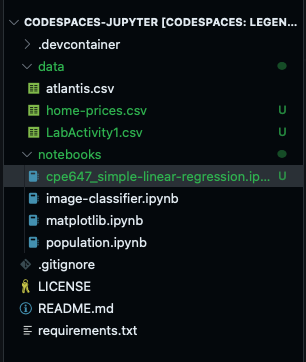 CODESPACES-JUPYTER [CODESPACES: LEGEN...
.devcontainer
data
atlantis.csv
home-prices.csv U
LabActivity1.csv U
notebooks
cpe647_simple-linear-regression.ip... U
image-classifier.ipynb
matplotlib.ipynb
population.ipynb
.gitignore
LICENSE
README.md
requirements.txt